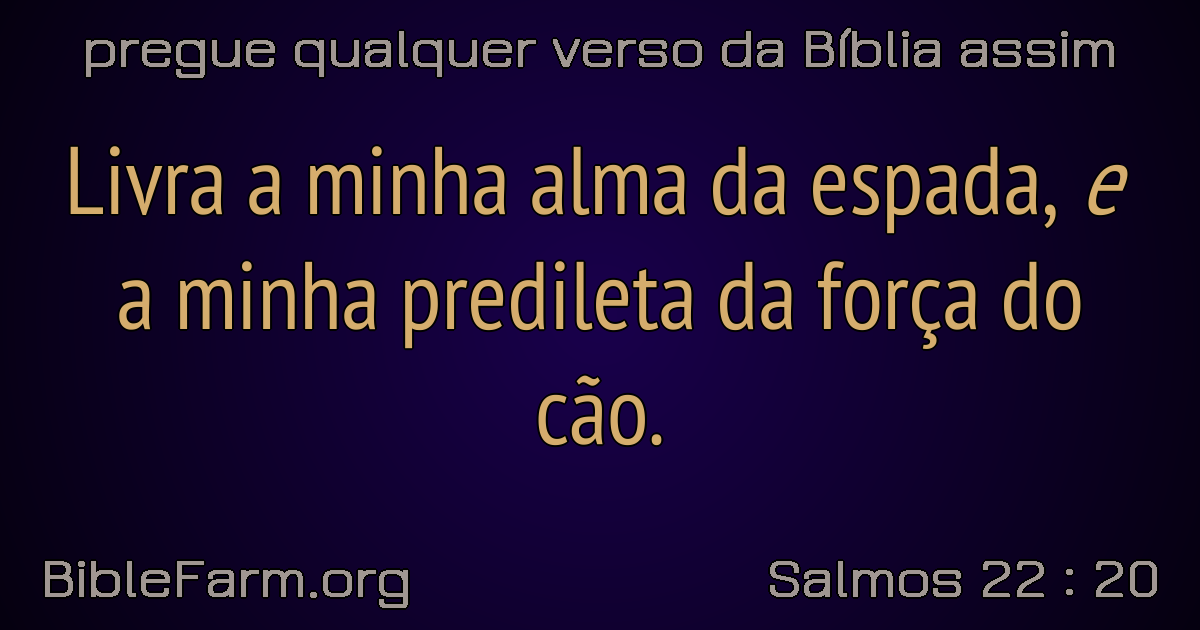 pregue qualquer verso da Bíblia assim
Livra a minha alma da espada, e
a minha predileta da força do
cão.
BibleFarm.org
Salmos 22 : 20